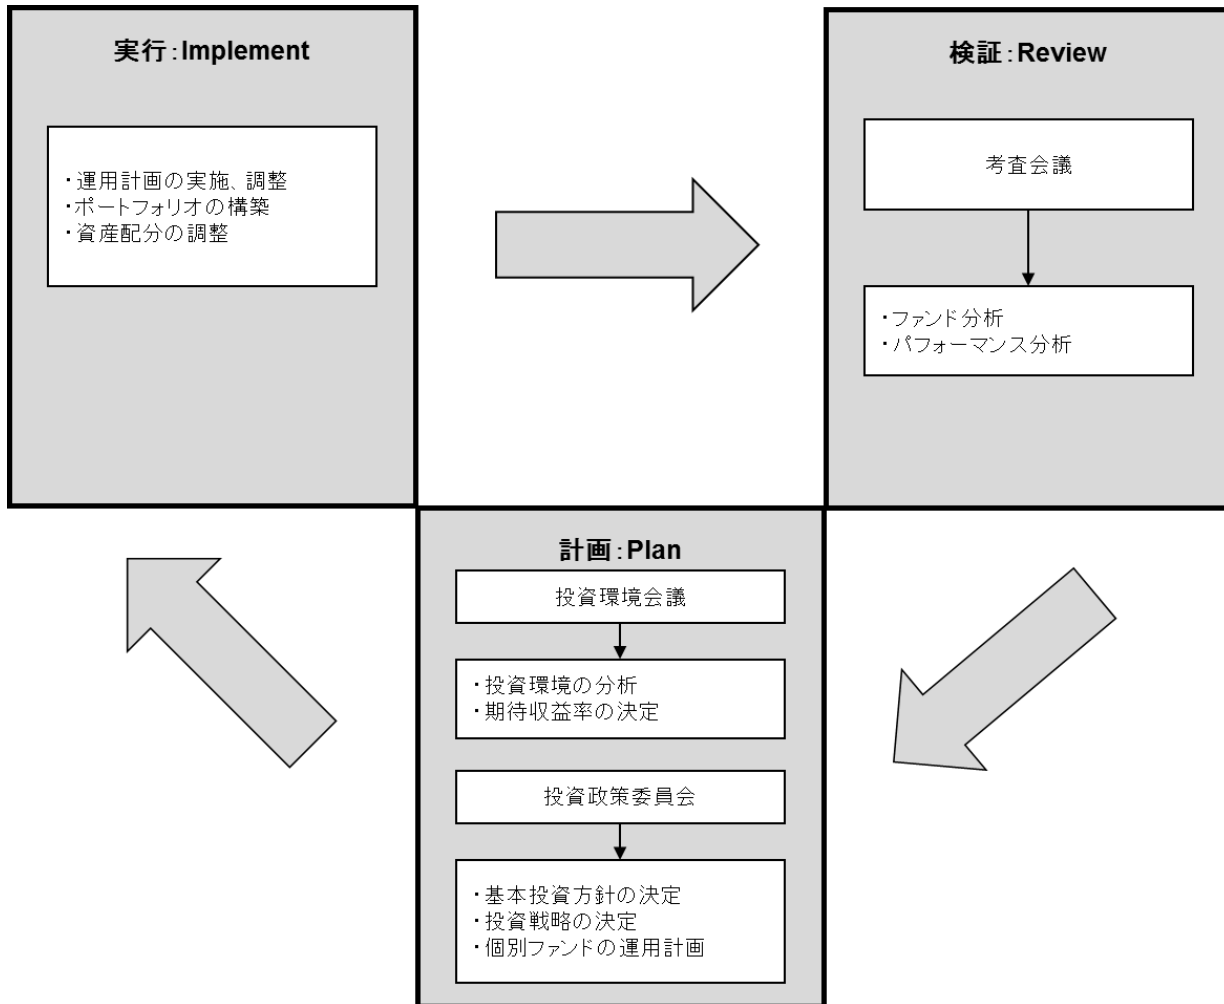 実行:Implement
・運用計画の実施、調整
・ポートフォリオの構築
・資産配分の調整
検証:Review
考査会議
・ファンド分析
・パフォーマンス分析
計画:Plan
投資環境会議
・投資環境の分析
・期待収益率の決定
投資政策委員会
・基本投資方針の決定
・投資戦略の決定
・個別ファンドの運用計画